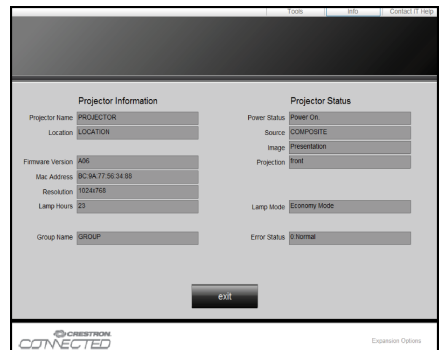 Tools Info Contact IT Help
Projector Information
Projector Name PROJECTOR
Location LOCATION
Firmware Version A06
Mac Address BC:9A:77:56:34:88
Resolution 1024x768
Lamp Hours 23
Group Name GROUP
Projector Status
Power Status Power On.
Source COMPOSITE
Image Presentation
Projection front
Lamp Mode Economy Mode
Error Status 0:Normal
exit
CRESTRON
CONNECTED
Expansion Options